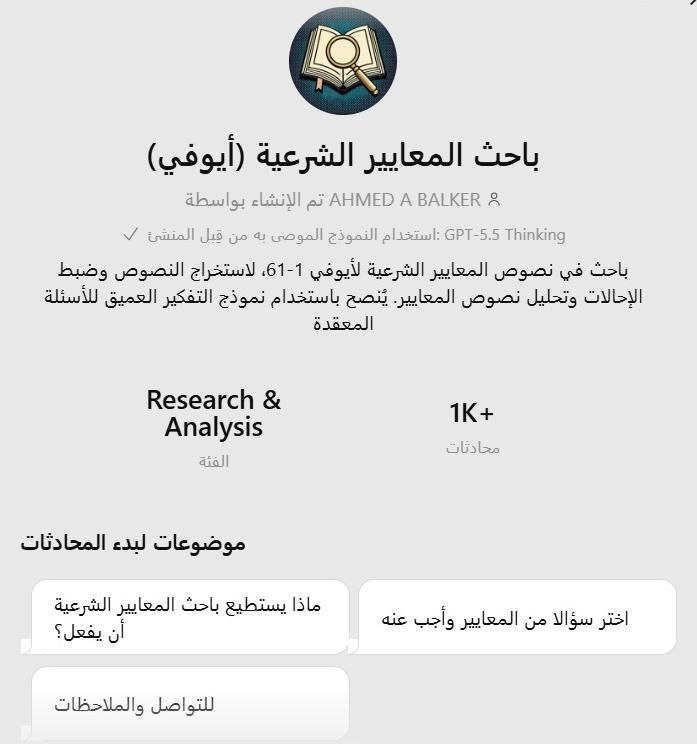 باحث المعايير الشرعية (أيوفي)
تم الإنشاء بواسطة AHMED A BALKER
استخدام النموذج الموصى به من قِبل المنشئ: GPT-5.5 Thinking
باحث في نصوص المعايير الشرعية لأيوفي 1-61، لاستخراج النصوص وضبط
الإحالات وتحليل نصوص المعايير. يُنصح باستخدام نموذج التفكير العميق للأسئلة
المعقدة
1K+
محادثات
Research &
Analysis
الفئة
موضوعات لبدء المحادثات
اختر سؤالا من المعايير وأجب عنه
ماذا يستطيع باحث المعايير الشرعية
أن يفعل؟
للتواصل والملاحظات